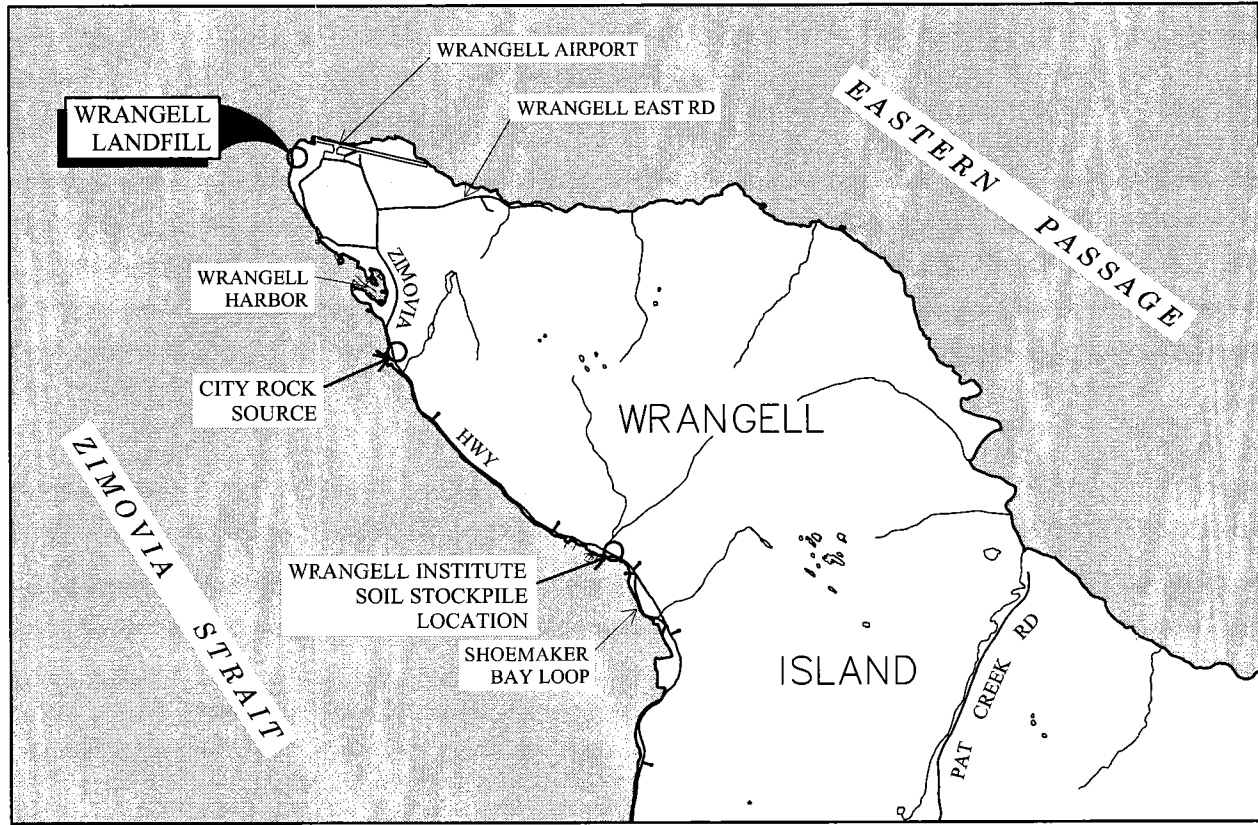 WRANGELL AIRPORT
WRANGELL EAST RD
WRANGELL
LANDFILL
EASTERN PASSAGE
ZIMOVIA
WRANGELL
HARBOR
CITY ROCK
SOURCE
WRANGELL
HWY
ZIMOVIA STRAIT
WRANGELL INSTITUTE
SOIL STOCKPILE
LOCATION
SHOEMAKER
BAY LOOP
ISLAND
PAT CREEK RD